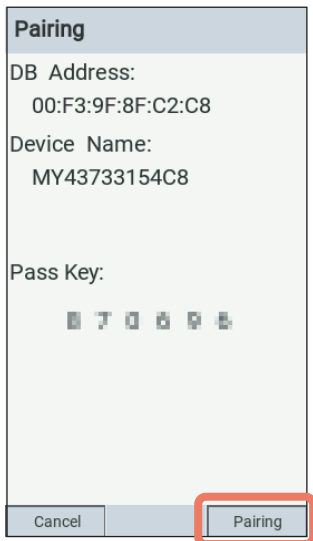 Pairing
DB Address:
00:F3:9F:8F:C2:C8
Device Name:
MY43733154C8
Pass Key:
Cancel
Pairing